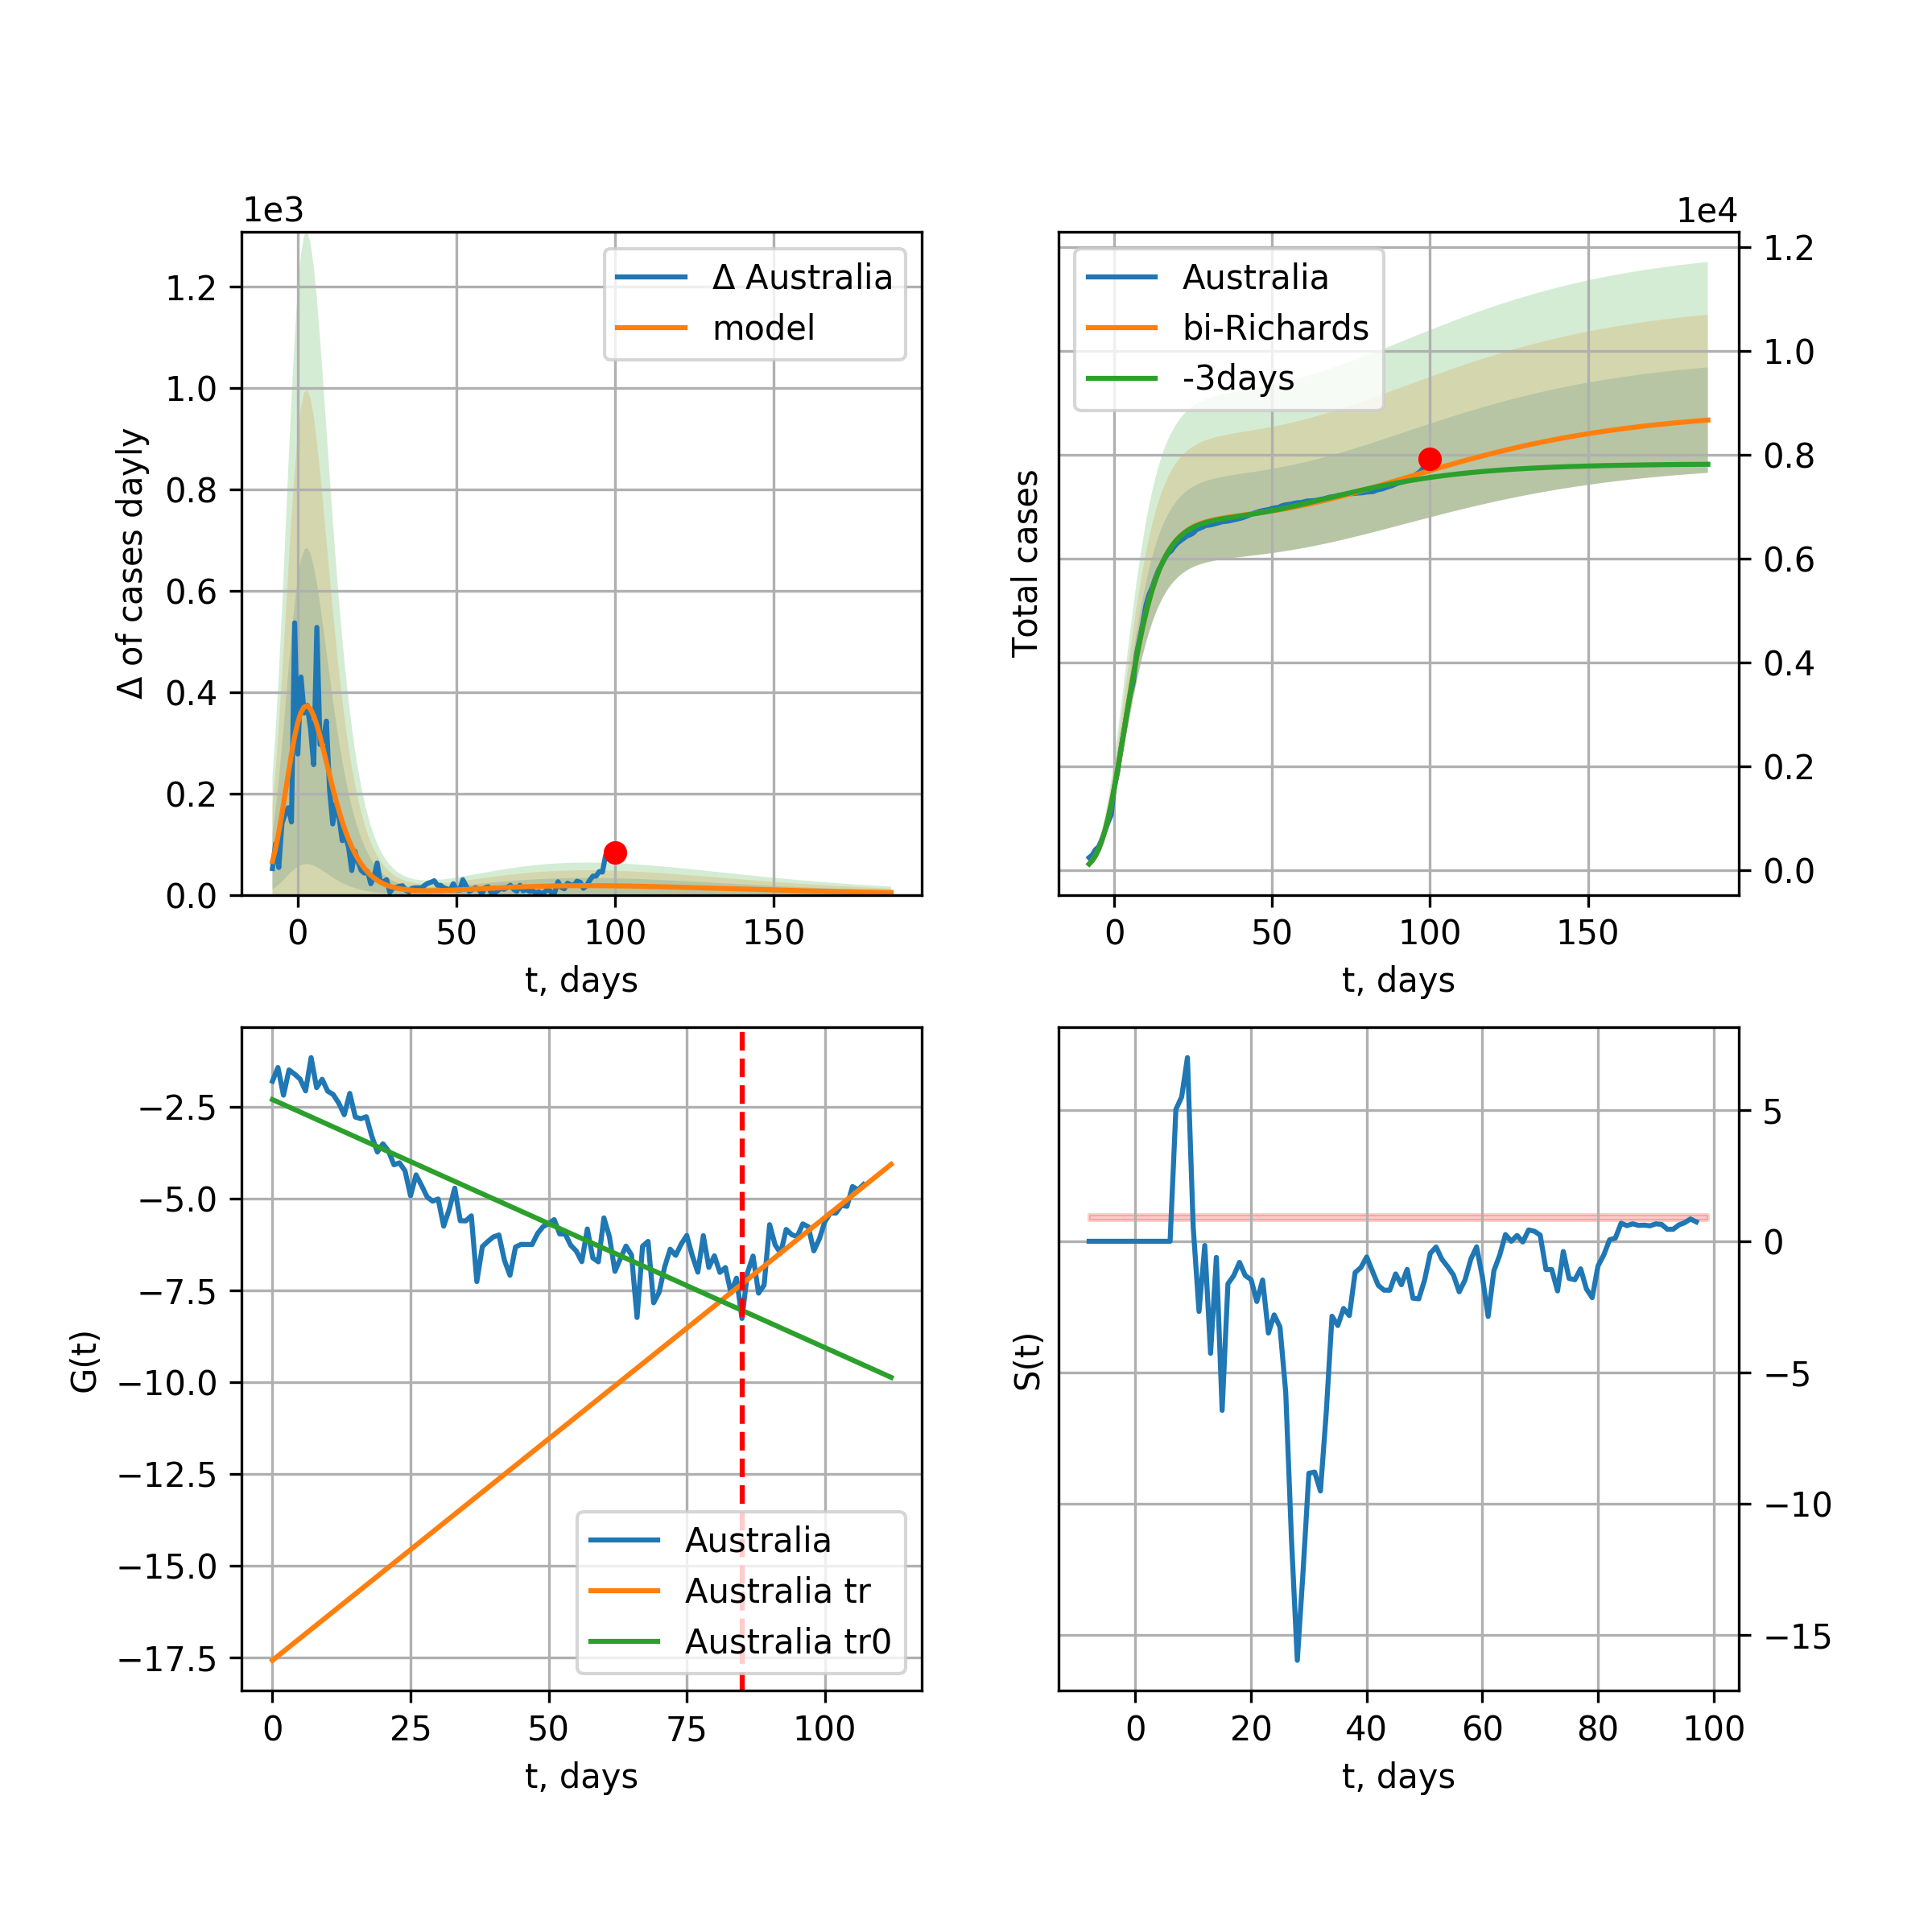 1e3
1.2
1.0
0.8
0.6
0.4
0.2
0.0
Δ of cases dayly
Δ Australia
model
0 50 100 150
t, days
1e4
1.2
1.0
0.8
0.6
0.4
0.2
0.0
Total cases
Australia
bi-Richards
-3days
0 50 100 150
t, days
−2.5
−5.0
−7.5
−10.0
−12.5
−15.0
−17.5
G(t)
Australia
Australia tr
Australia tr0
0 25 50 75 100
t, days
5
0
−5
−10
−15
S(t)
0 20 40 60 80 100
t, days